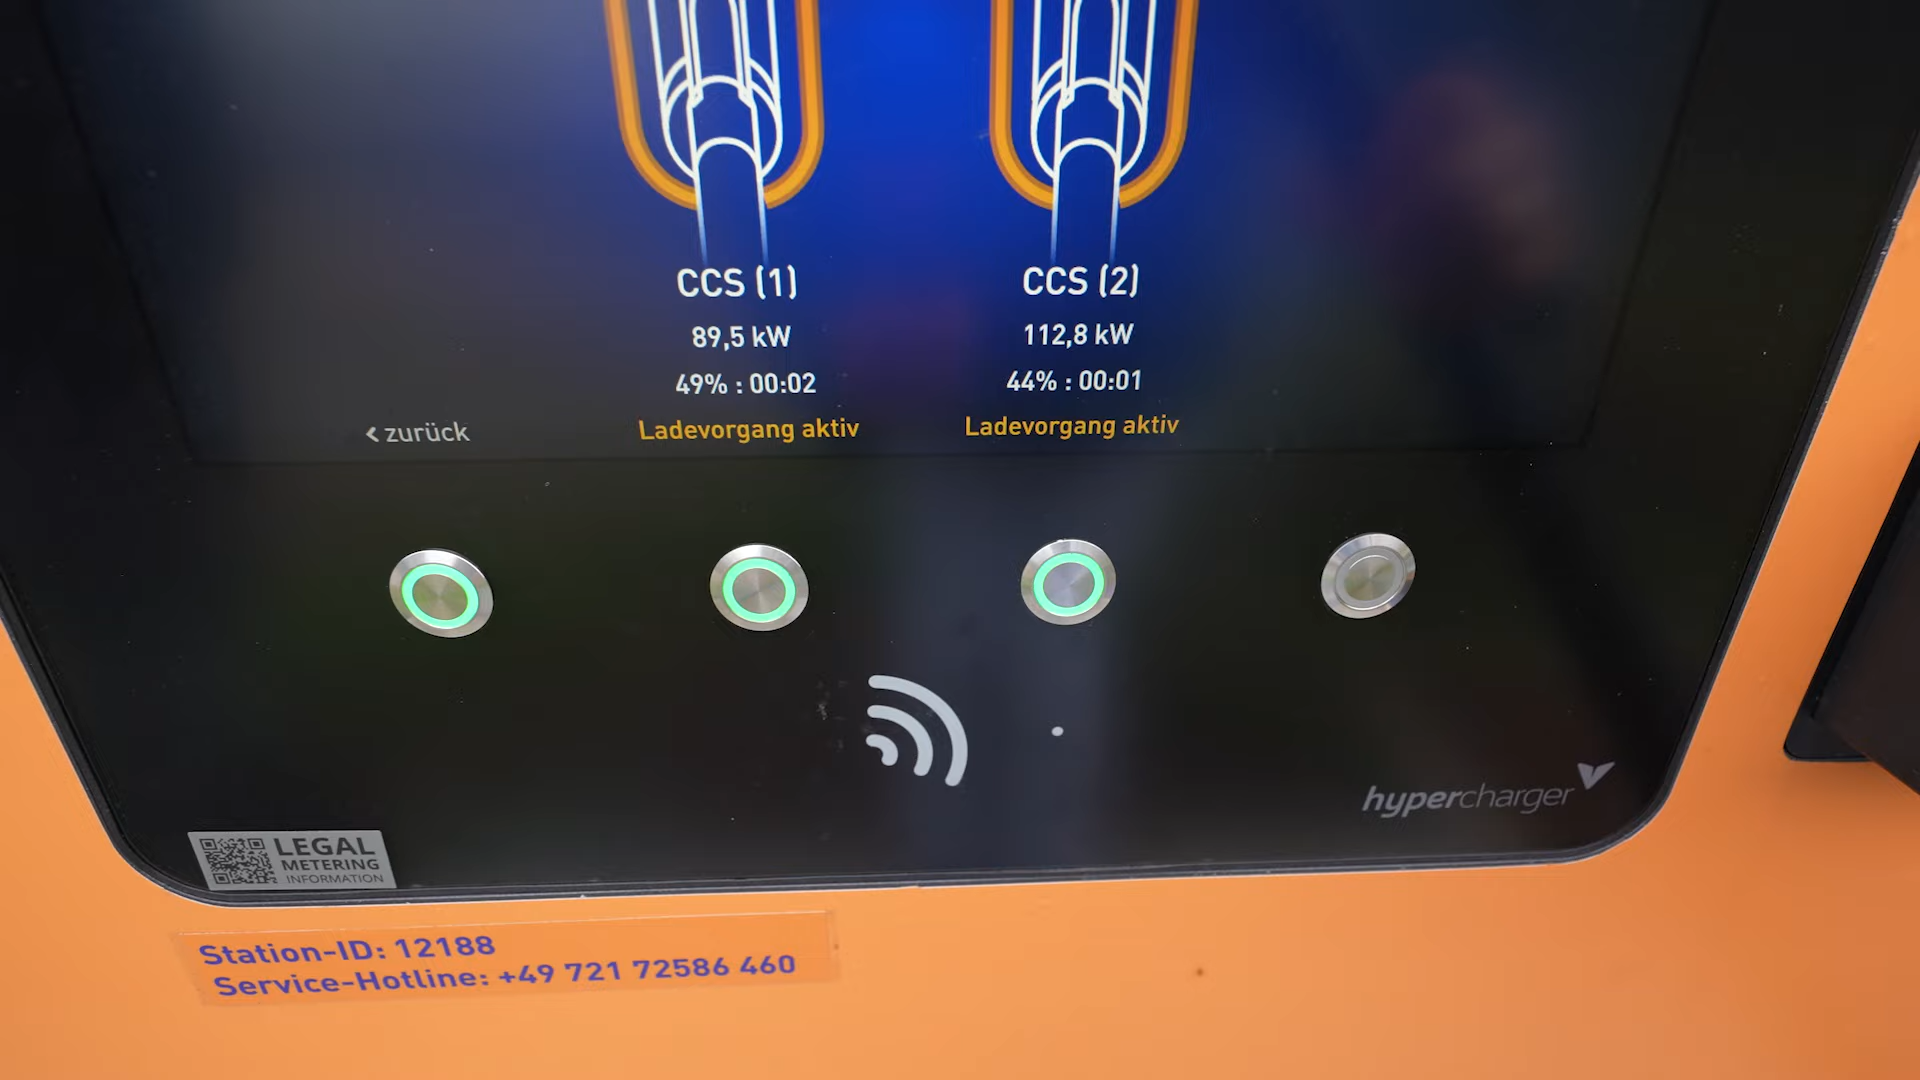 CCS (1)
89,5 kW
49% : 00:02
Ladevorgang aktiv
CCS (2)
112,8 kW
44% : 00:01
Ladevorgang aktiv
< zurück
hypercharger
LEGAL
METERING
INFORMATION
Station-ID: 12188
Service-Hotline: +49 721 72586 460